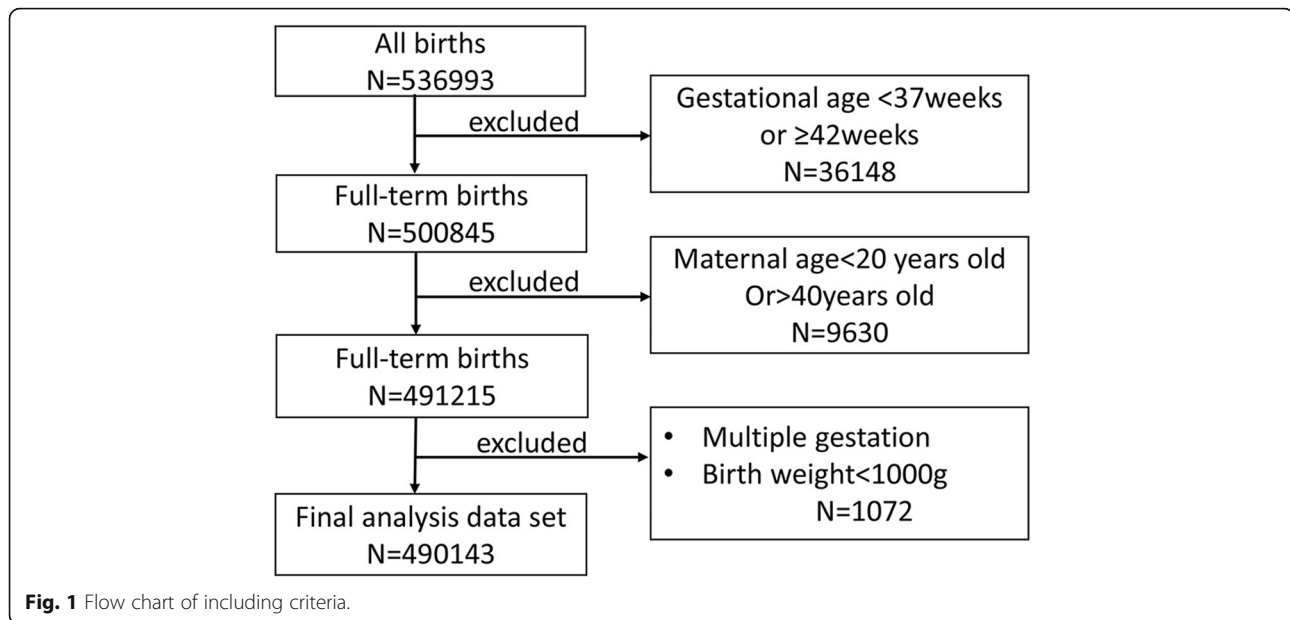 All births
N=536993
excluded
Gestational age <37weeks
or ≥42weeks
N=36148
Full-term births
N=500845
excluded
Maternal age<20 years old
Or>40years old
N=9630
Full-term births
N=491215
excluded
• Multiple gestation
• Birth weight<1000g
N=1072
Final analysis data set
N=490143
Fig. 1 Flow chart of including criteria.